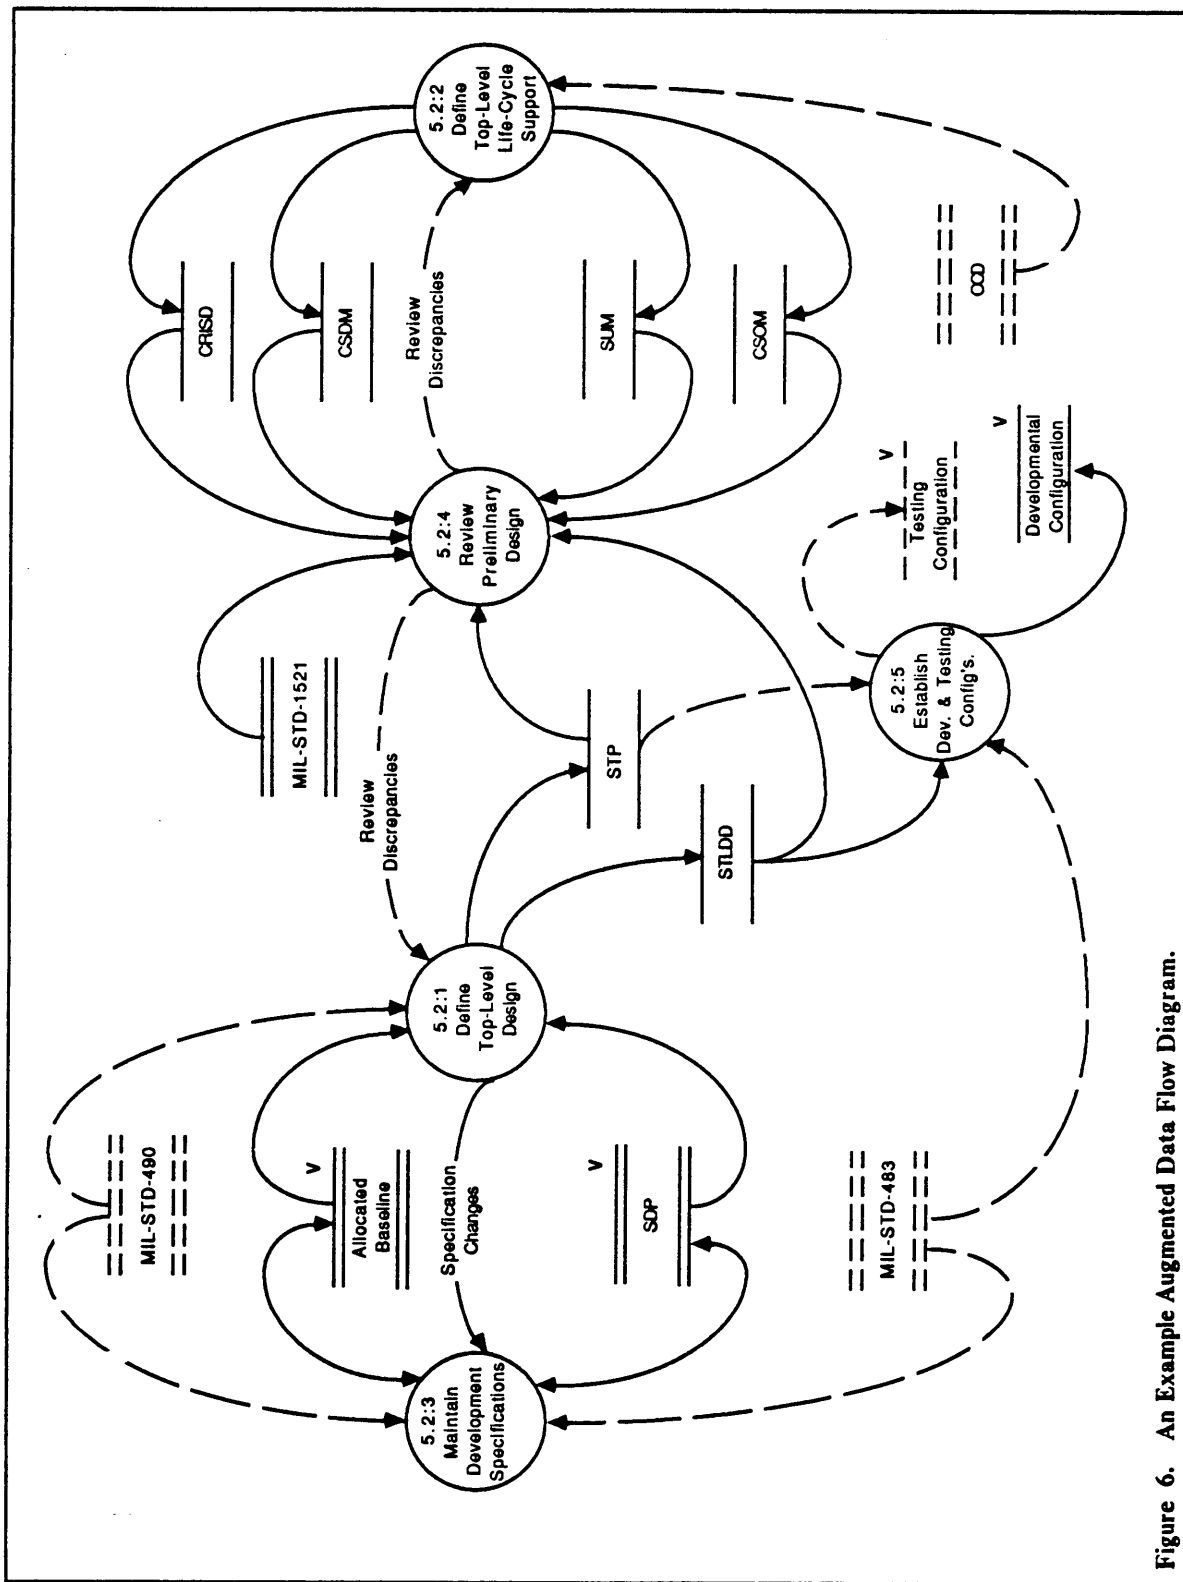 MIL-STD-490
V
Allocated
Baseline
Specification
Changes
V
SDP
MIL-STD-483
5.2:3
Maintain
Development
Specifications
5.2:1
Define
Top-Level
Design
Review
Discrepancies
MIL-STD-1521
STP
STLDD
5.2:4
Review
Preliminary
Design
5.2:5
Establish
Dev. & Testing
Config's.
V
Testing
Configuration
V
Developmental
Configuration
CRISD
CSDM
Review
Discrepancies
SUM
CSOM
OCD
5.2:2
Define
Top-Level
Life-Cycle
Support
Figure 6. An Example Augmented Data Flow Diagram.